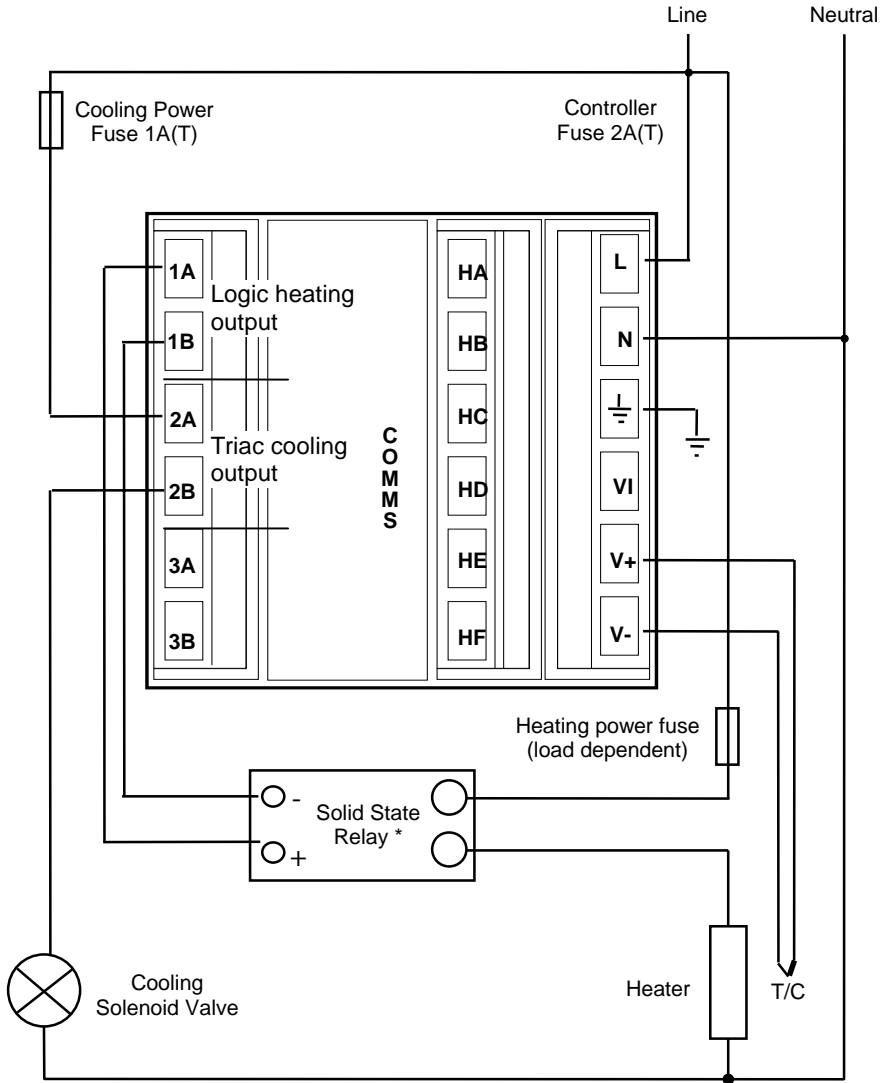 Line
Neutral
Cooling Power
Fuse 1A(T)
Controller
Fuse 2A(T)
1A
1B
2A
2B
3A
3B
Logic heating
output
Triac cooling
output
COMMS
HA
HB
HC
HD
HE
HF
L
N
VI
V+
V-
Heating power fuse
(load dependent)
-
+
Solid State
Relay *
Cooling
Solenoid Valve
Heater
T/C